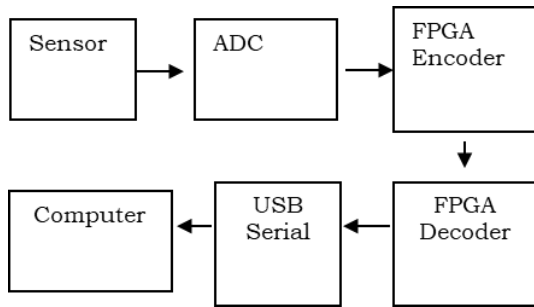 Sensor
ADC
FPGA
Encoder
Computer
USB
Serial
FPGA
Decoder